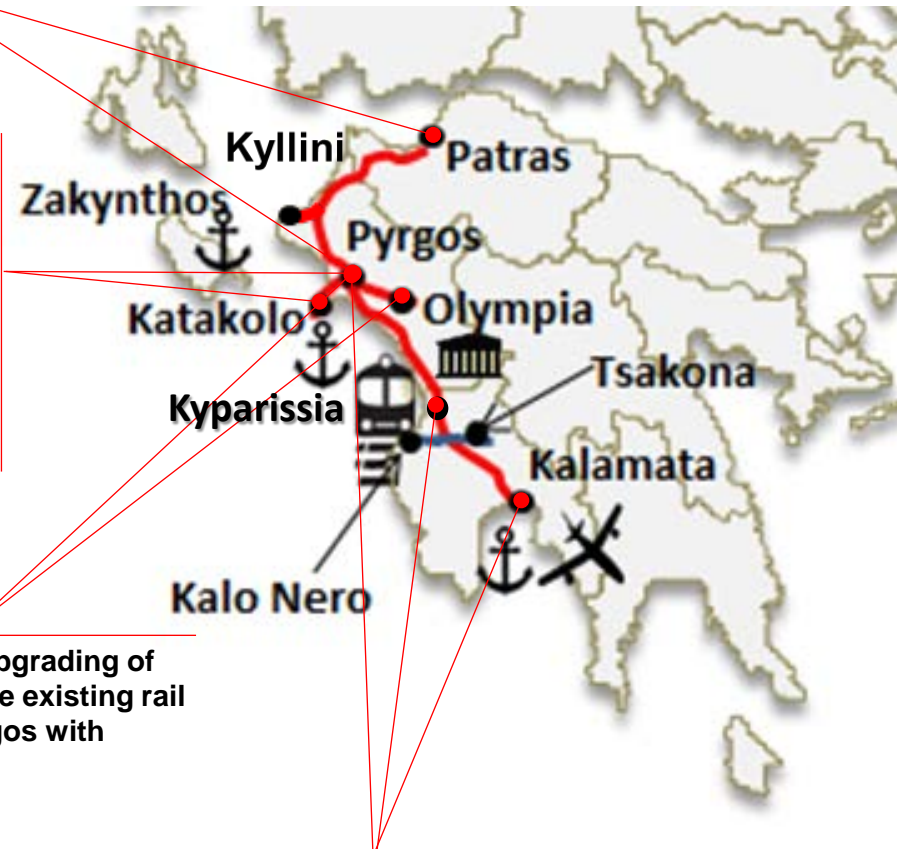 Kyllini
Patras
Zakynthos
Pyrgos
Katakolo
Olympia
Tsakona
Kyparissia
Kalamata
Kalo Nero
pgrading of
e existing rail
gos with